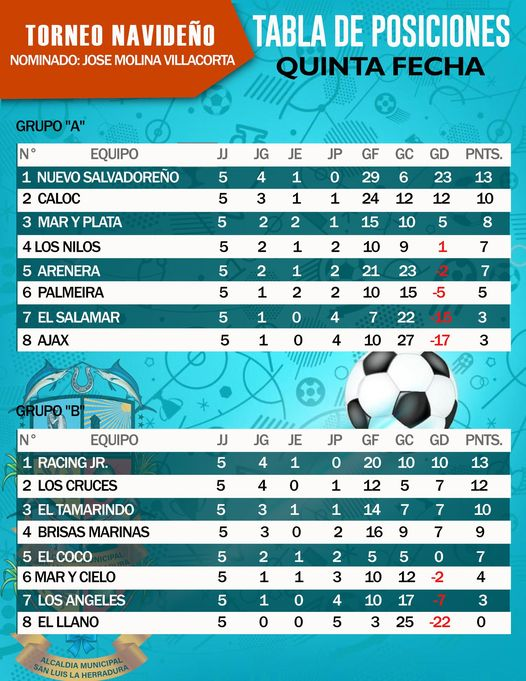 TORNEO NAVIDEÑO
NOMINADO: JOSE MOLINA VILLACORTA
TABLA DE POSICIONES
QUINTA FECHA
GRUPO "A"
N° EQUIPO JJ JG JE JP GF GC GD PNTS.
1 NUEVO SALVADOREÑO 5 4 1 0 29 6 23 13
2 CALOC 5 3 1 1 24 12 12 10
3 MAR Y PLATA 5 2 2 1 15 10 5 8
4 LOS NILOS 5 2 1 2 10 9 1 7
5 ARENERA 5 2 1 2 21 23 -2 7
6 PALMEIRA 5 1 2 2 10 15 -5 5
7 EL SALAMAR 5 1 0 4 7 22 -15 3
8 AJAX 5 1 0 4 10 27 -17 3
GRUPO "B"
N° EQUIPO JJ JG JE JP GF GC GD PNTS.
1 RACING JR. 5 4 1 0 20 10 10 13
2 LOS CRUCES 5 4 0 1 12 5 7 12
3 EL TAMARINDO 5 3 1 1 14 7 7 10
4 BRISAS MARINAS 5 3 0 2 16 9 7 9
5 EL COCO 5 2 1 2 5 5 0 7
6 MAR Y CIELO 5 1 1 3 10 12 -2 4
7 LOS ANGELES 5 1 0 4 10 17 -7 3
8 EL LLANO 5 0 0 5 3 25 -22 0
ALCALDIA MUNICIPAL
SAN LUIS LA HERRADURA